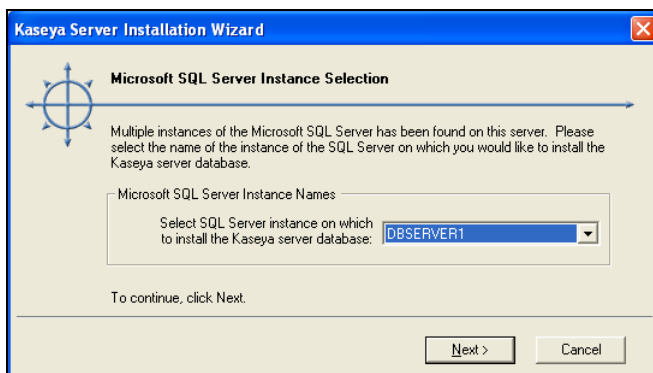 Kaseya Server Installation Wizard
Microsoft SQL Server Instance Selection
Multiple instances of the Microsoft SQL Server has been found on this server. Please
select the name of the instance of the SQL Server on which you would like to install the
Kaseya server database.
Microsoft SQL Server Instance Names
Select SQL Server instance on which
to install the Kaseya server database:
DBSERVER1
To continue, click Next.
Next >
Cancel